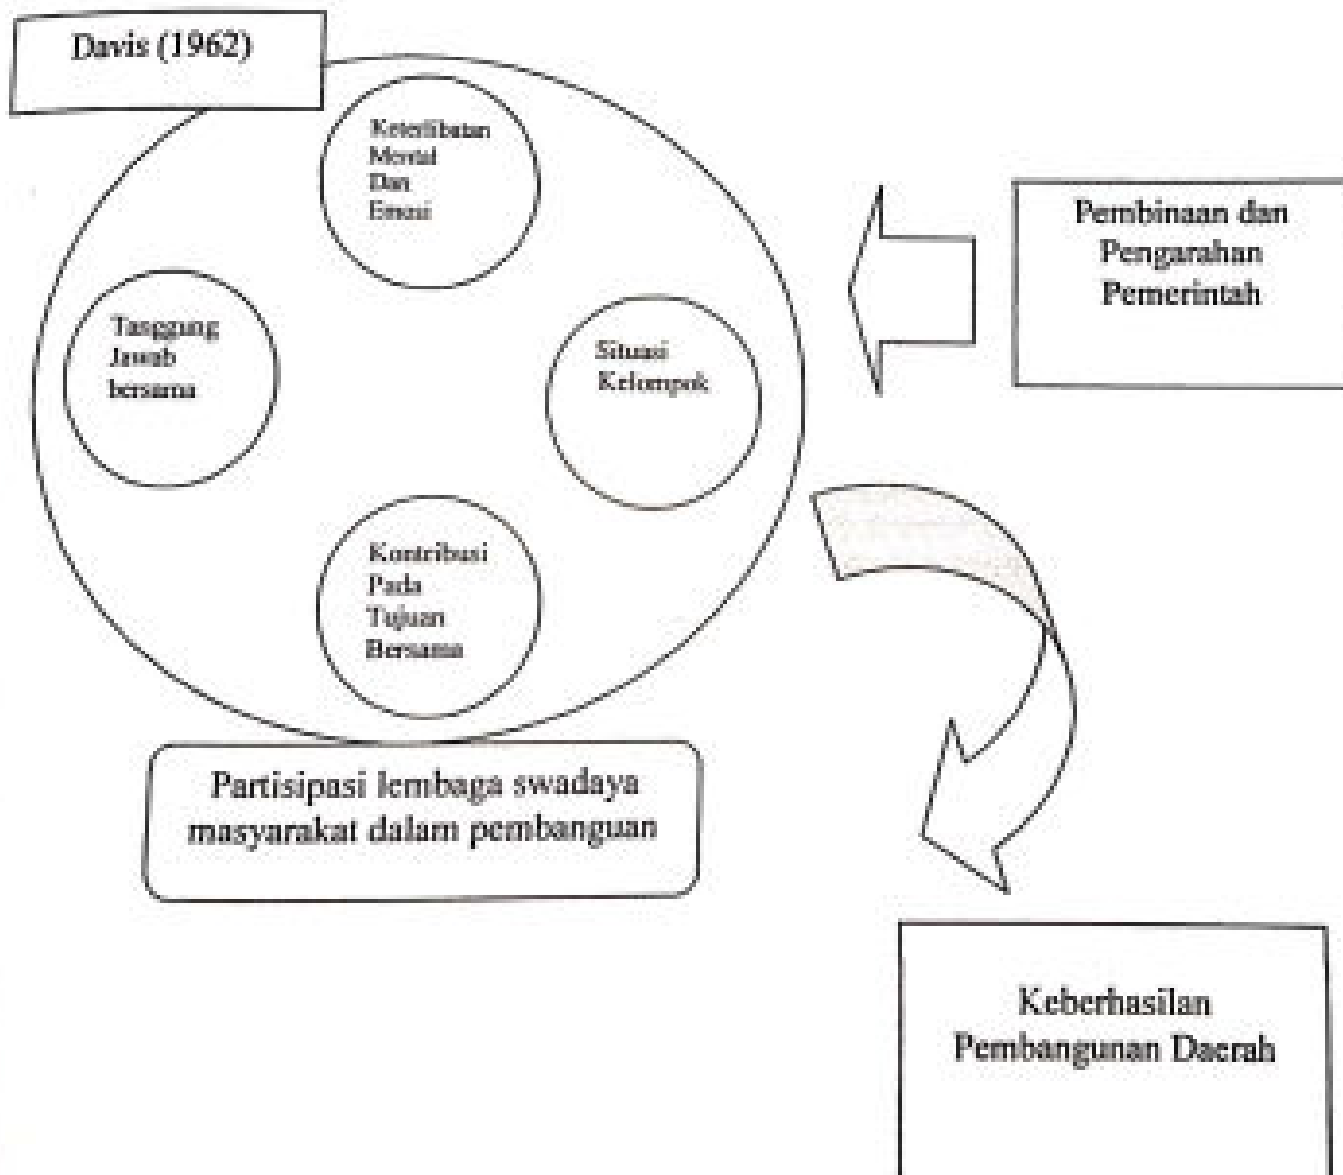 Davis (1962)
Keterlibatan
Mental
Dan
Emosi
Pembinaan dan
Pengarahan
Pemerintah
Tanggung
Jawab
bersama
Situasi
Kelompok
Kontribusi
Pada
Tujuan
Bersama
Partisipasi lembaga swadaya
masyarakat dalam pembanguan
Keberhasilan
Pembangunan Daerah